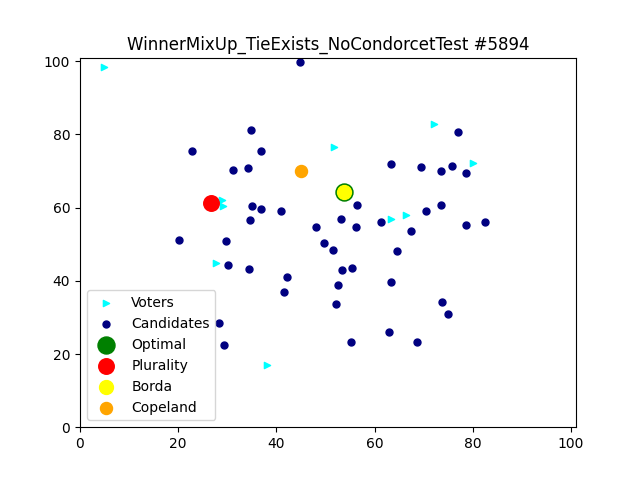 WinnerMixUp_TieExists_NoCondorcetTest #5894
100
80
60
40
20
0
Voters
Candidates
Optimal
Plurality
Borda
Copeland
0 20 40 60 80 100